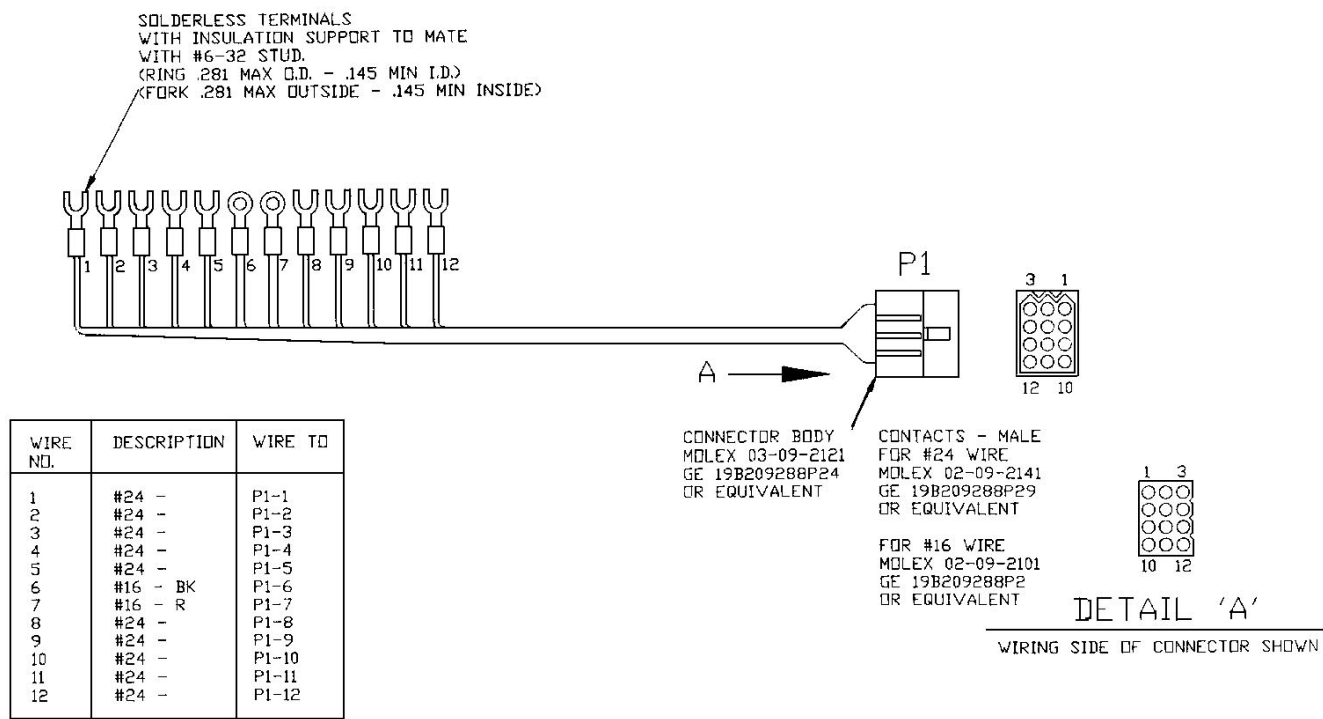 SOLDERLESS TERMINALS
WITH INSULATION SUPPORT TO MATE
WITH #6-32 STUD.
(RING .281 MAX O.D. - .145 MIN I.D.)
(FORK .281 MAX OUTSIDE - .145 MIN INSIDE)
1 2 3 4 5 6 7 8 9 10 11 12
P1
3 1
12 10
A
CONNECTOR BODY
MOLEX 03-09-2121
GE 19B209288P24
OR EQUIVALENT
CONTACTS - MALE
FOR #24 WIRE
MOLEX 02-09-2141
GE 19B209288P29
OR EQUIVALENT
FOR #16 WIRE
MOLEX 02-09-2101
GE 19B209288P2
OR EQUIVALENT
1 3
10 12
DETAIL 'A'
WIRING SIDE OF CONNECTOR SHOWN
WIRE NO. DESCRIPTION WIRE TO
1 #24 - P1-1
2 #24 - P1-2
3 #24 - P1-3
4 #24 - P1-4
5 #24 - P1-5
6 #16 - BK P1-6
7 #16 - R P1-7
8 #24 - P1-8
9 #24 - P1-9
10 #24 - P1-10
11 #24 - P1-11
12 #24 - P1-12